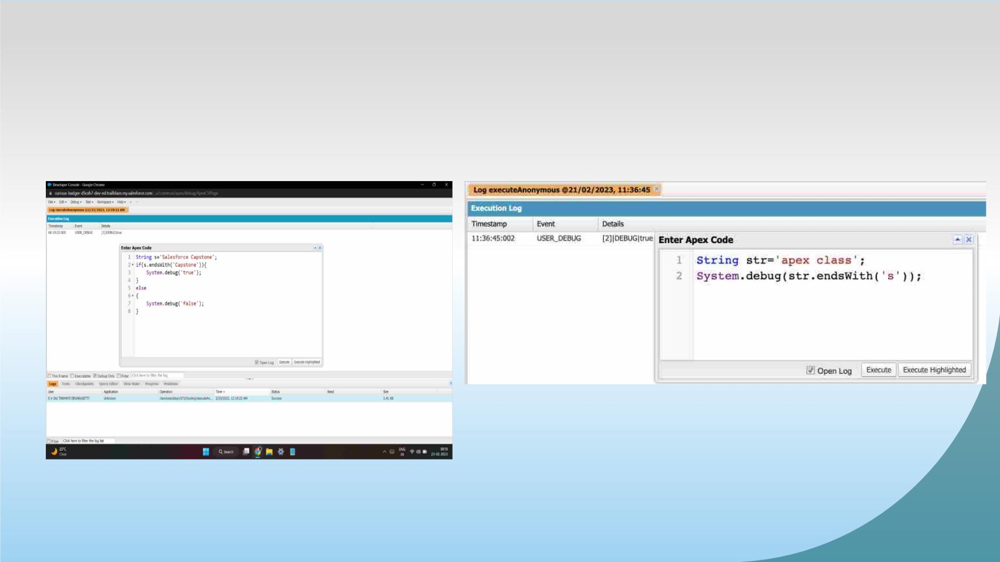 Developer Console - Google Chrome
curious-badger-d5cah7-dev-ed.trailblaze.my.salesforce.com/_ui/common/apex/debug/ApexCSIPage
File Edit Debug Test Workspace Help < >
Log executeAnonymous @2/23/2023, 12:19:22 AM
Execution Log
Timestamp Event Details
00:19:22:005 USER_DEBUG [3]|DEBUG|true
Enter Apex Code
1 String s='Salesforce Capstone';
2 if(s.endsWith('Capstone')){
3 System.debug('true');
4 }
5 else
6 {
7 System.debug('false');
8 }
Open Log Execute Execute Highlighted
This Frame Executable Debug Only Filter Click here to filter the log
Logs Tests Checkpoints Query Editor View State Progress Problems
User Application Operation Time Status Read Size
S V SAI TANMAYI DEVARASETTI Unknown /services/data/v57.0/tooling/executeAn... 2/23/2023, 12:19:22 AM Success 2.41 KB
Filter Click here to filter the log list
25°C
Clear
Search
ENG
IN
00:19
23-02-2023
Log executeAnonymous @21/02/2023, 11:36:45
Execution Log
Timestamp Event Details
11:36:45:002 USER_DEBUG [2]|DEBUG|true
Enter Apex Code
1 String str='apex class';
2 System.debug(str.endsWith('s'));
Open Log Execute Execute Highlighted